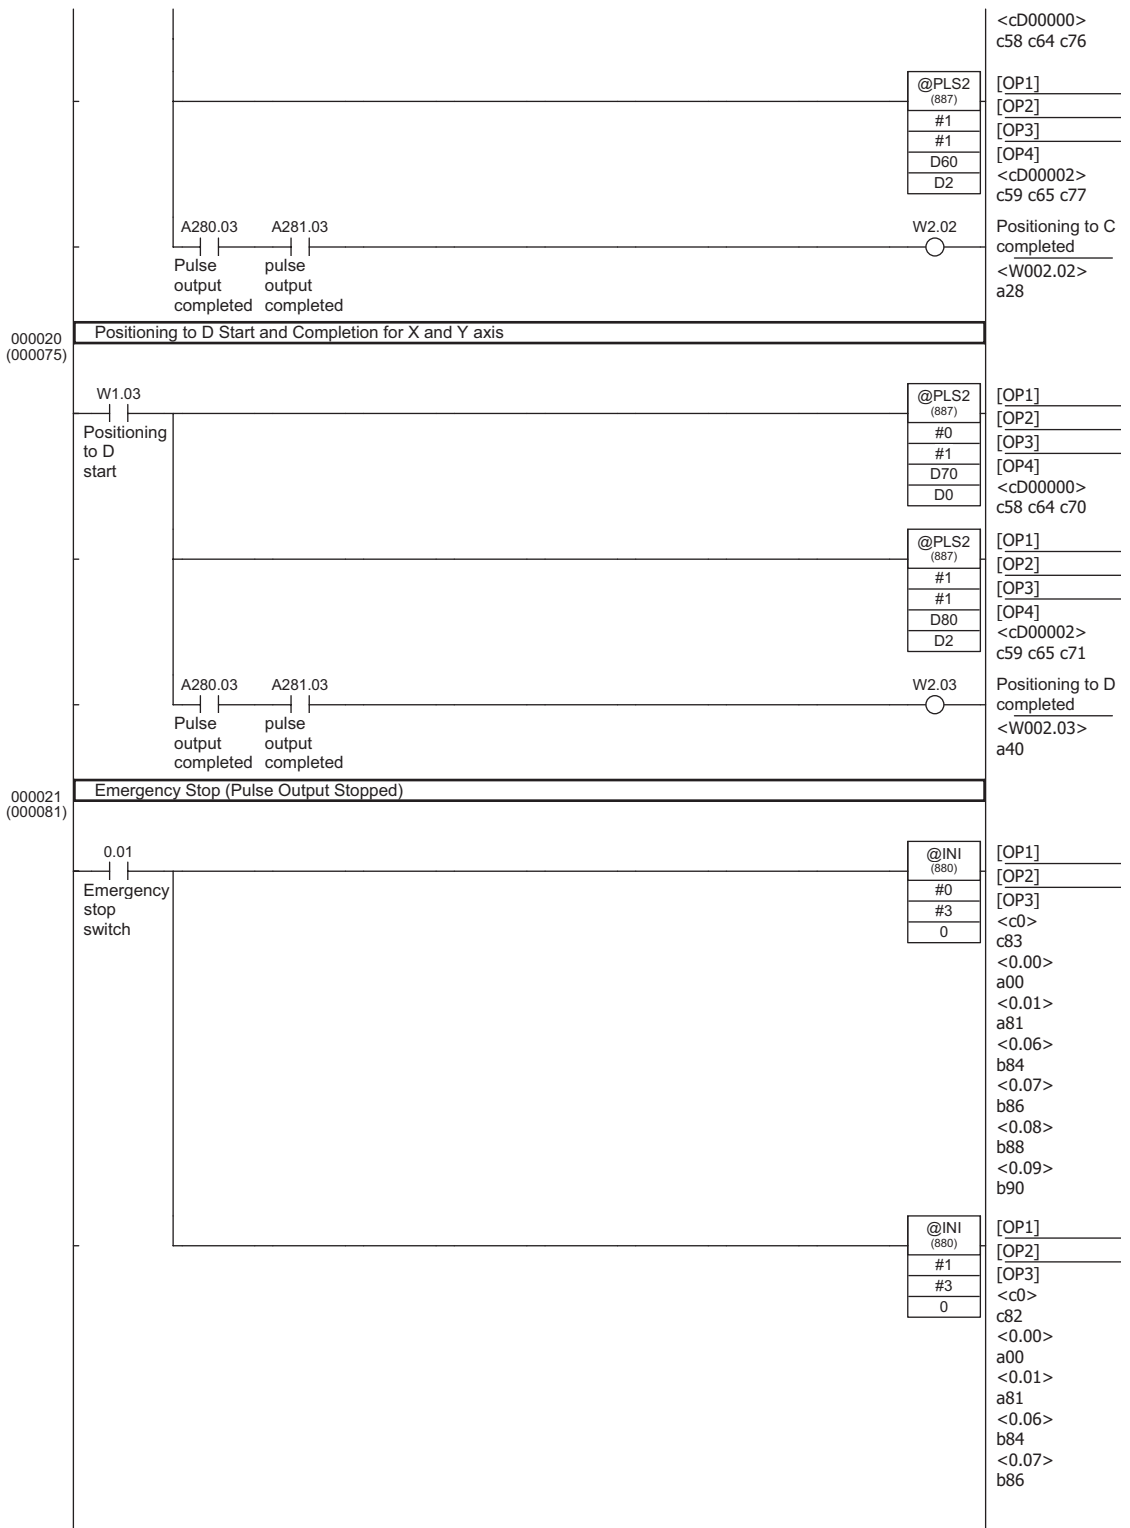 <cD00000>
c58 c64 c76
@PLS2
(887)
#1
#1
D60
D2
[OP1]
[OP2]
[OP3]
[OP4]
<cD00002>
c59 c65 c77
A280.03 A281.03 W2.02
Pulse output completed
pulse output completed
Positioning to C
completed
<W002.02>
a28
000020
(000075)
Positioning to D Start and Completion for X and Y axis
W1.03
Positioning
to D
start
@PLS2
(887)
#0
#1
D70
D0
[OP1]
[OP2]
[OP3]
[OP4]
<cD00000>
c58 c64 c70
@PLS2
(887)
#1
#1
D80
D2
[OP1]
[OP2]
[OP3]
[OP4]
<cD00002>
c59 c65 c71
A280.03 A281.03 W2.03
Pulse output completed
pulse output completed
Positioning to D
completed
<W002.03>
a40
000021
(000081)
Emergency Stop (Pulse Output Stopped)
0.01
Emergency
stop
switch
@INI
(880)
#0
#3
0
[OP1]
[OP2]
[OP3]
<c0>
c83
<0.00>
a00
<0.01>
a81
<0.06>
b84
<0.07>
b86
<0.08>
b88
<0.09>
b90
@INI
(880)
#1
#3
0
[OP1]
[OP2]
[OP3]
<c0>
c82
<0.00>
a00
<0.01>
a81
<0.06>
b84
<0.07>
b86